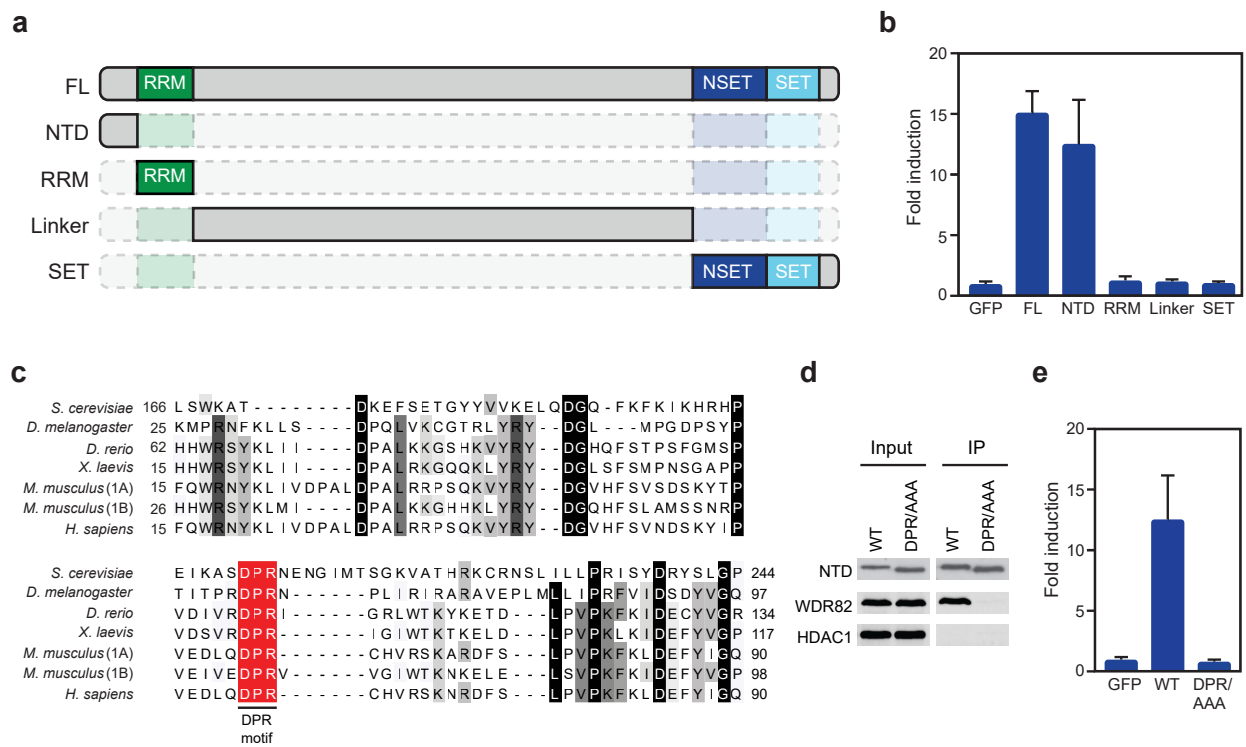 a
FL RRM NSET SET
NTD
RRM RRM
Linker
SET NSET SET
b
Fold induction
20
15
10
5
0
GFP FL NTD RRM Linker SET
c
S. cerevisiae 166 LSWKAT-------DKEFSETGYYVVKELQDGQ-FKFKIKHRHP
D. melanogaster 25 KMPRNFKLLS----DPQLVKCGTRLYRY--DGL---MPGDPSYP
D. rerio 62 HHWRSYKLII----DPALKKGSHKVYRY--DGHQFSTPSFGMSP
X. laevis 15 HHWRSYKLII----DPALRKGQQKLYRY--DGLSFSMPNSGAPP
M. musculus (1A) 15 FQWRNYKLIVDPALDPALRRPSQKVYRY--DGVHFSVSDSKYTP
M. musculus (1B) 26 HHWRSYKLMI----DPALKKGHHKLYRY--DGQHFSLAMSSNRP
H. sapiens 15 FQWRNYKLIVDPALDPALRRPSQKVYRY--DGVHFSVNDSKYIP
S. cerevisiae EIKASDPRNENGIMTSGKVATHRKCRNSLILLPRISYDRYSLGP 244
D. melanogaster TITPRDPRN-----PLIRIRARAVEPLMLLIPRFVIDSDYVGQ 97
D. rerio VDIVRDPRI------GRLWTKYKETD--LPVPKFKIDECYVGR 134
X. laevis VDSVRDPRI------IGIWTKTKELD--LPVPKLKIDEFYVGP 117
M. musculus (1A) VEDLQDPR-------CHVRSKARDFS--LPVPKFKLDEFYIGQ 90
M. musculus (1B) VEIVEDPRV------VGIWTKNKELE--LSVPKFKIDEFYVGP 98
H. sapiens VEDLQDPR-------CHVRSKNRDFS--LPVPKFKLDEFYIGQ 90
DPR
motif
d
Input IP
WT DPR/AAA WT DPR/AAA
NTD
WDR82
HDAC1
e
Fold induction
20
15
10
5
0
GFP WT DPR/
AAA